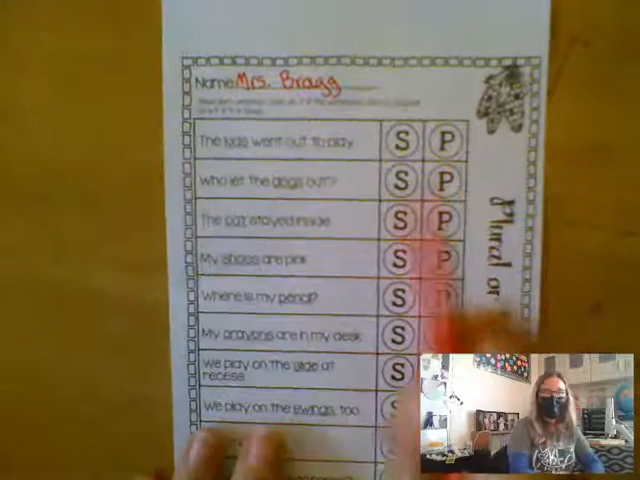 Name Mrs. Bragg
The kids went out to play. S P
Who let the dogs out? S P
The cat stayed inside. S P
My shoes are pink. S P
Where is my pencil? S P
My crayons are in my desk. S
We play on the slide at recess. S
We play on the swings, too.
Plural or